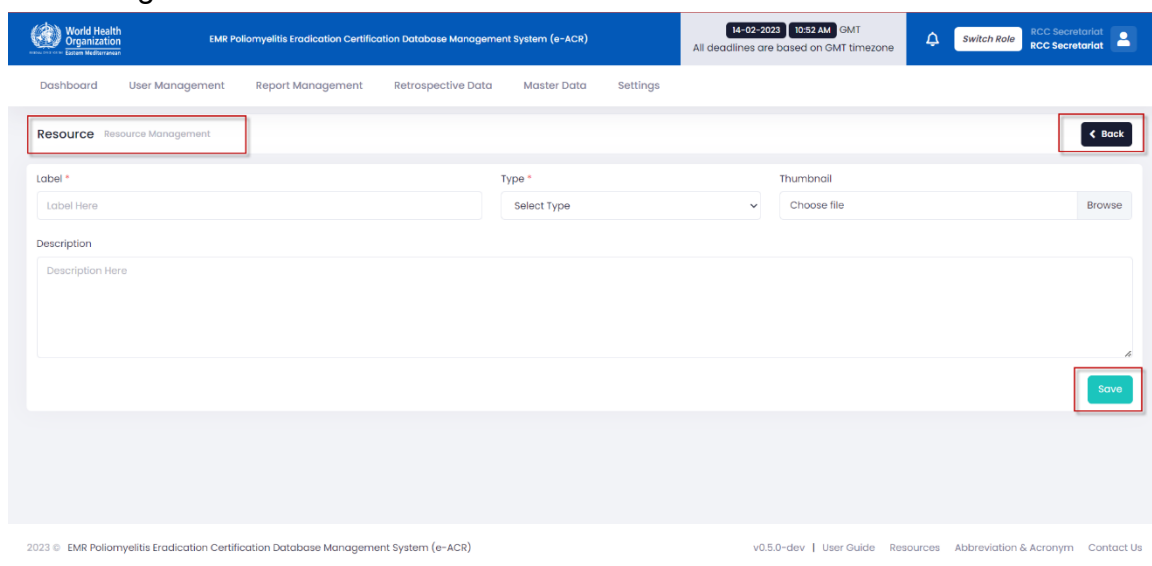 World Health
Organization
Eastern Mediterranean
EMR Poliomyelitis Eradication Certification Database Management System (e-ACR)
14-02-2023 10:52 AM GMT
All deadlines are based on GMT timezone
Switch Role
RCC Secretariat
RCC Secretariat
Dashboard User Management Report Management Retrospective Data Master Data Settings
Resource Resource Management
Back
Label * Type * Thumbnail
Label Here Select Type Choose file Browse
Description
Description Here
Save
2023 © EMR Poliomyelitis Eradication Certification Database Management System (e-ACR) v0.5.0-dev | User Guide Resources Abbreviation & Acronym Contact Us